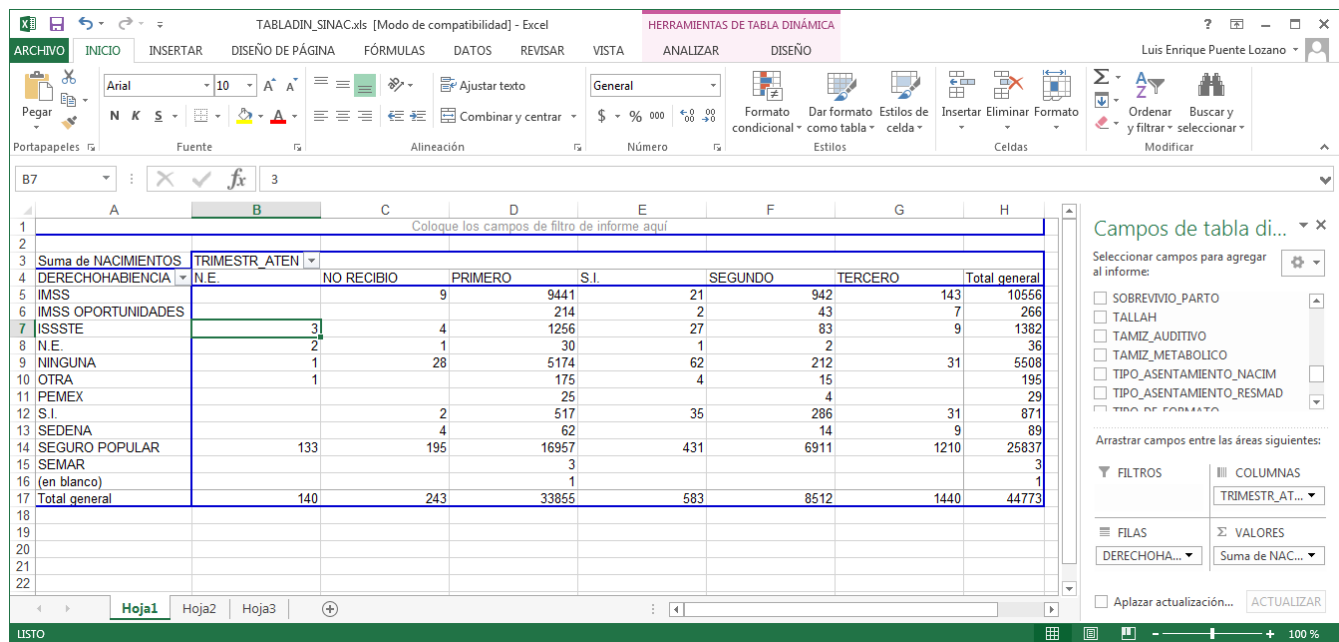 TABLADIN_SINAC.xls [Modo de compatibilidad] - Excel
HERRAMIENTAS DE TABLA DINÁMICA
ARCHIVO INICIO INSERTAR DISEÑO DE PÁGINA FÓRMULAS DATOS REVISAR VISTA ANALIZAR DISEÑO Luis Enrique Puente Lozano
Pegar
Arial 10
Ajustar texto
General
N K S
Combinar y centrar
$ % 000
Formato condicional
Dar formato como tabla
Estilos de celda
Insertar Eliminar Formato
Ordenar y filtrar
Buscar y seleccionar
Portapapeles Fuente Alineación Número Estilos Celdas Modificar
B7 fx 3
A B C D E F G H
1 Coloque los campos de filtro de informe aquí
2
3 Suma de NACIMIENTOS TRIMESTR_ATEN
4 DERECHOHABIENCIA N.E. NO RECIBIO PRIMERO S.I. SEGUNDO TERCERO Total general
5 IMSS 9 9441 21 942 143 10556
6 IMSS OPORTUNIDADES 214 2 43 7 266
7 ISSSTE 3 4 1256 27 83 9 1382
8 N.E. 2 1 30 1 2 36
9 NINGUNA 1 28 5174 62 212 31 5508
10 OTRA 1 175 4 15 195
11 PEMEX 25 4 29
12 S.I. 2 517 35 286 31 871
13 SEDENA 4 62 14 9 89
14 SEGURO POPULAR 133 195 16957 431 6911 1210 25837
15 SEMAR 3 3
16 (en blanco) 1 1
17 Total general 140 243 33855 583 8512 1440 44773
18
19
20
21
22
Campos de tabla di...
Seleccionar campos para agregar
al informe:
SOBREVIVIO_PARTO
TALLAH
TAMIZ_AUDITIVO
TAMIZ_METABOLICO
TIPO_ASENTAMIENTO_NACIM
TIPO_ASENTAMIENTO_RESMAD
TIPO_DE_FORMATO
Arrastrar campos entre las áreas siguientes:
FILTROS
COLUMNAS
TRIMESTR_AT...
FILAS
Σ VALORES
DERECHOHA...
Suma de NAC...
Aplazar actualización... ACTUALIZAR
Hoja1 Hoja2 Hoja3
LISTO 100 %